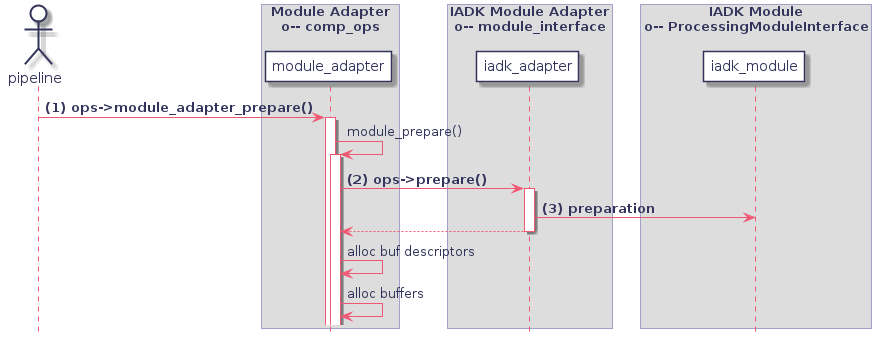 Module Adapter
o-- comp_ops
IADK Module Adapter
o-- module_interface
IADK Module
o-- ProcessingModuleInterface
pipeline
module_adapter
iadk_adapter
iadk_module
(1) ops->module_adapter_prepare()
module_prepare()
(2) ops->prepare()
(3) preparation
alloc buf descriptors
alloc buffers